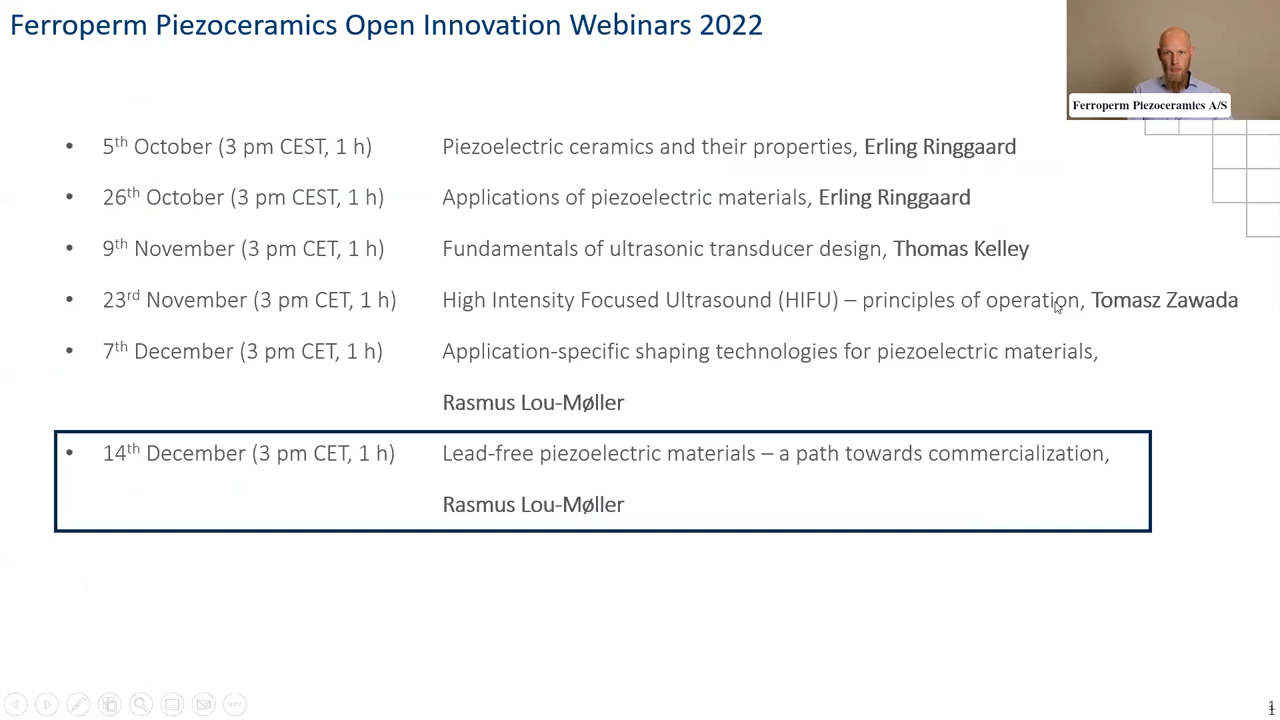 Ferroperm Piezoceramics Open Innovation Webinars 2022
Ferroperm Piezoceramics A/S
• 5th October (3 pm CEST, 1 h) Piezoelectric ceramics and their properties, Erling Ringgaard
• 26th October (3 pm CEST, 1 h) Applications of piezoelectric materials, Erling Ringgaard
• 9th November (3 pm CET, 1 h) Fundamentals of ultrasonic transducer design, Thomas Kelley
• 23rd November (3 pm CET, 1 h) High Intensity Focused Ultrasound (HIFU) – principles of operation, Tomasz Zawada
• 7th December (3 pm CET, 1 h) Application-specific shaping technologies for piezoelectric materials,
Rasmus Lou-Møller
• 14th December (3 pm CET, 1 h) Lead-free piezoelectric materials – a path towards commercialization,
Rasmus Lou-Møller